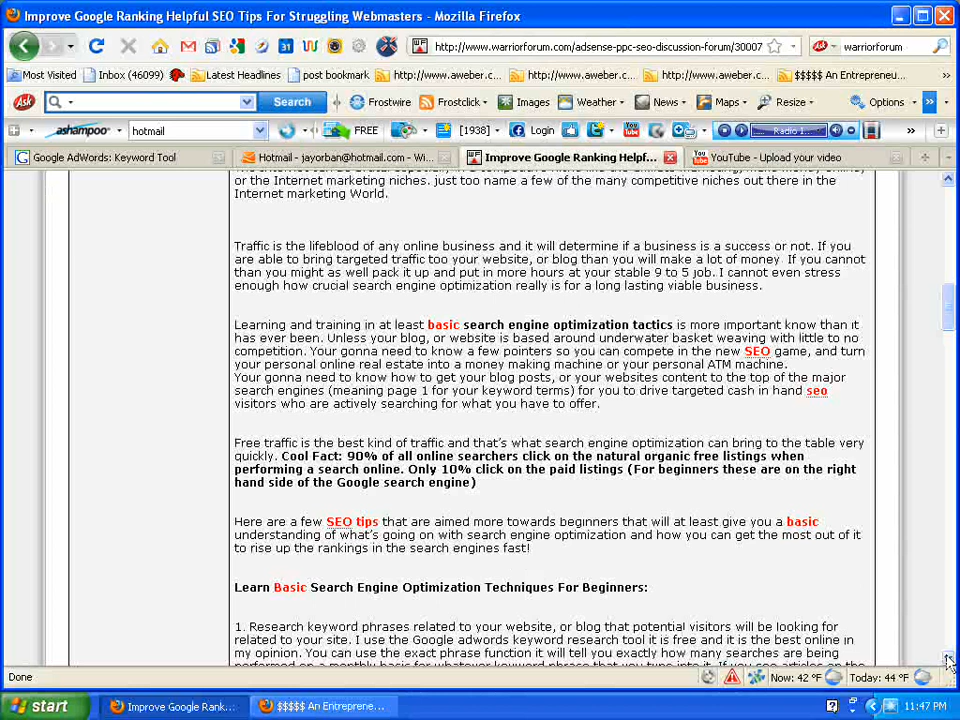 Improve Google Ranking Helpful SEO Tips For Struggling Webmasters - Mozilla Firefox
http://www.warriorforum.com/adsense-ppc-seo-discussion-forum/30007
warriorforum
Most Visited Inbox (46099) Latest Headlines post bookmark http://www.aweber.c... http://www.aweber.c... http://www.aweber.c... $$$$$ An Entrepreneu...
Ask Search Frostwire Frostclick Images Weather News Maps Resize Options
ashampoo hotmail FREE [1938] Login Radio
Google AdWords: Keyword Tool Hotmail - jayorban@hotmail.com - Wi... Improve Google Ranking Helpf... YouTube - Upload your video
or the Internet marketing niches. just too name a few of the many competitive niches out there in the
Internet marketing World.
Traffic is the lifeblood of any online business and it will determine if a business is a success or not. If you
are able to bring targeted traffic too your website, or blog than you will make a lot of money. If you cannot
than you might as well pack it up and put in more hours at your stable 9 to 5 job. I cannot even stress
enough how crucial search engine optimization really is for a long lasting viable business.
Learning and training in at least basic search engine optimization tactics is more important know than it
has ever been. Unless your blog, or website is based around underwater basket weaving with little to no
competition. Your gonna need to know a few pointers so you can compete in the new SEO game, and turn
your personal online real estate into a money making machine or your personal ATM machine.
Your gonna need to know how to get your blog posts, or your websites content to the top of the major
search engines (meaning page 1 for your keyword terms) for you to drive targeted cash in hand seo
visitors who are actively searching for what you have to offer.
Free traffic is the best kind of traffic and that's what search engine optimization can bring to the table very
quickly. Cool Fact: 90% of all online searchers click on the natural organic free listings when
performing a search online. Only 10% click on the paid listings (For beginners these are on the right
hand side of the Google search engine)
Here are a few SEO tips that are aimed more towards beginners that will at least give you a basic
understanding of what's going on with search engine optimization and how you can get the most out of it
to rise up the rankings in the search engines fast!
Learn Basic Search Engine Optimization Techniques For Beginners:
1. Research keyword phrases related to your website, or blog that potential visitors will be looking for
related to your site. I use the Google adwords keyword research tool it is free and it is the best online in
my opinion. You can use the exact phrase function it will tell you exactly how many searches are being
performed on a monthly basis for whatever keyword phrase that you type into it. If you see articles on the
Done Now: 42 °F Today: 44 °F
start Improve Google Rank... $$$$$ An Entreprene... 11:47 PM